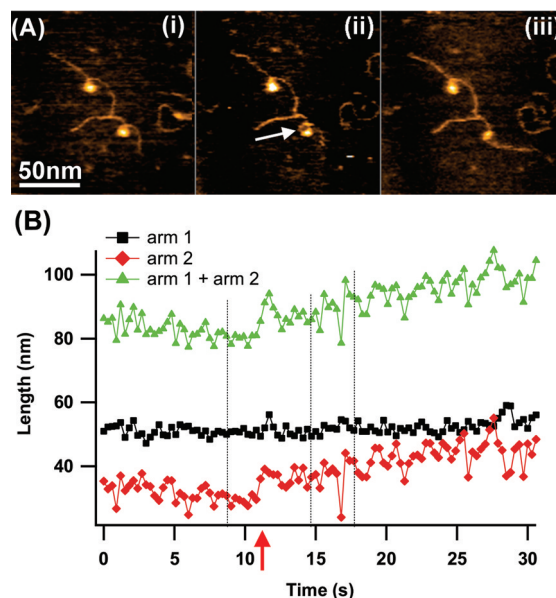 (A) (i) (ii) (iii)
50nm
(B)
arm 1
arm 2
arm 1 + arm 2
Length (nm)
100
80
60
40
0 5 10 15 20 25 30
Time (s)